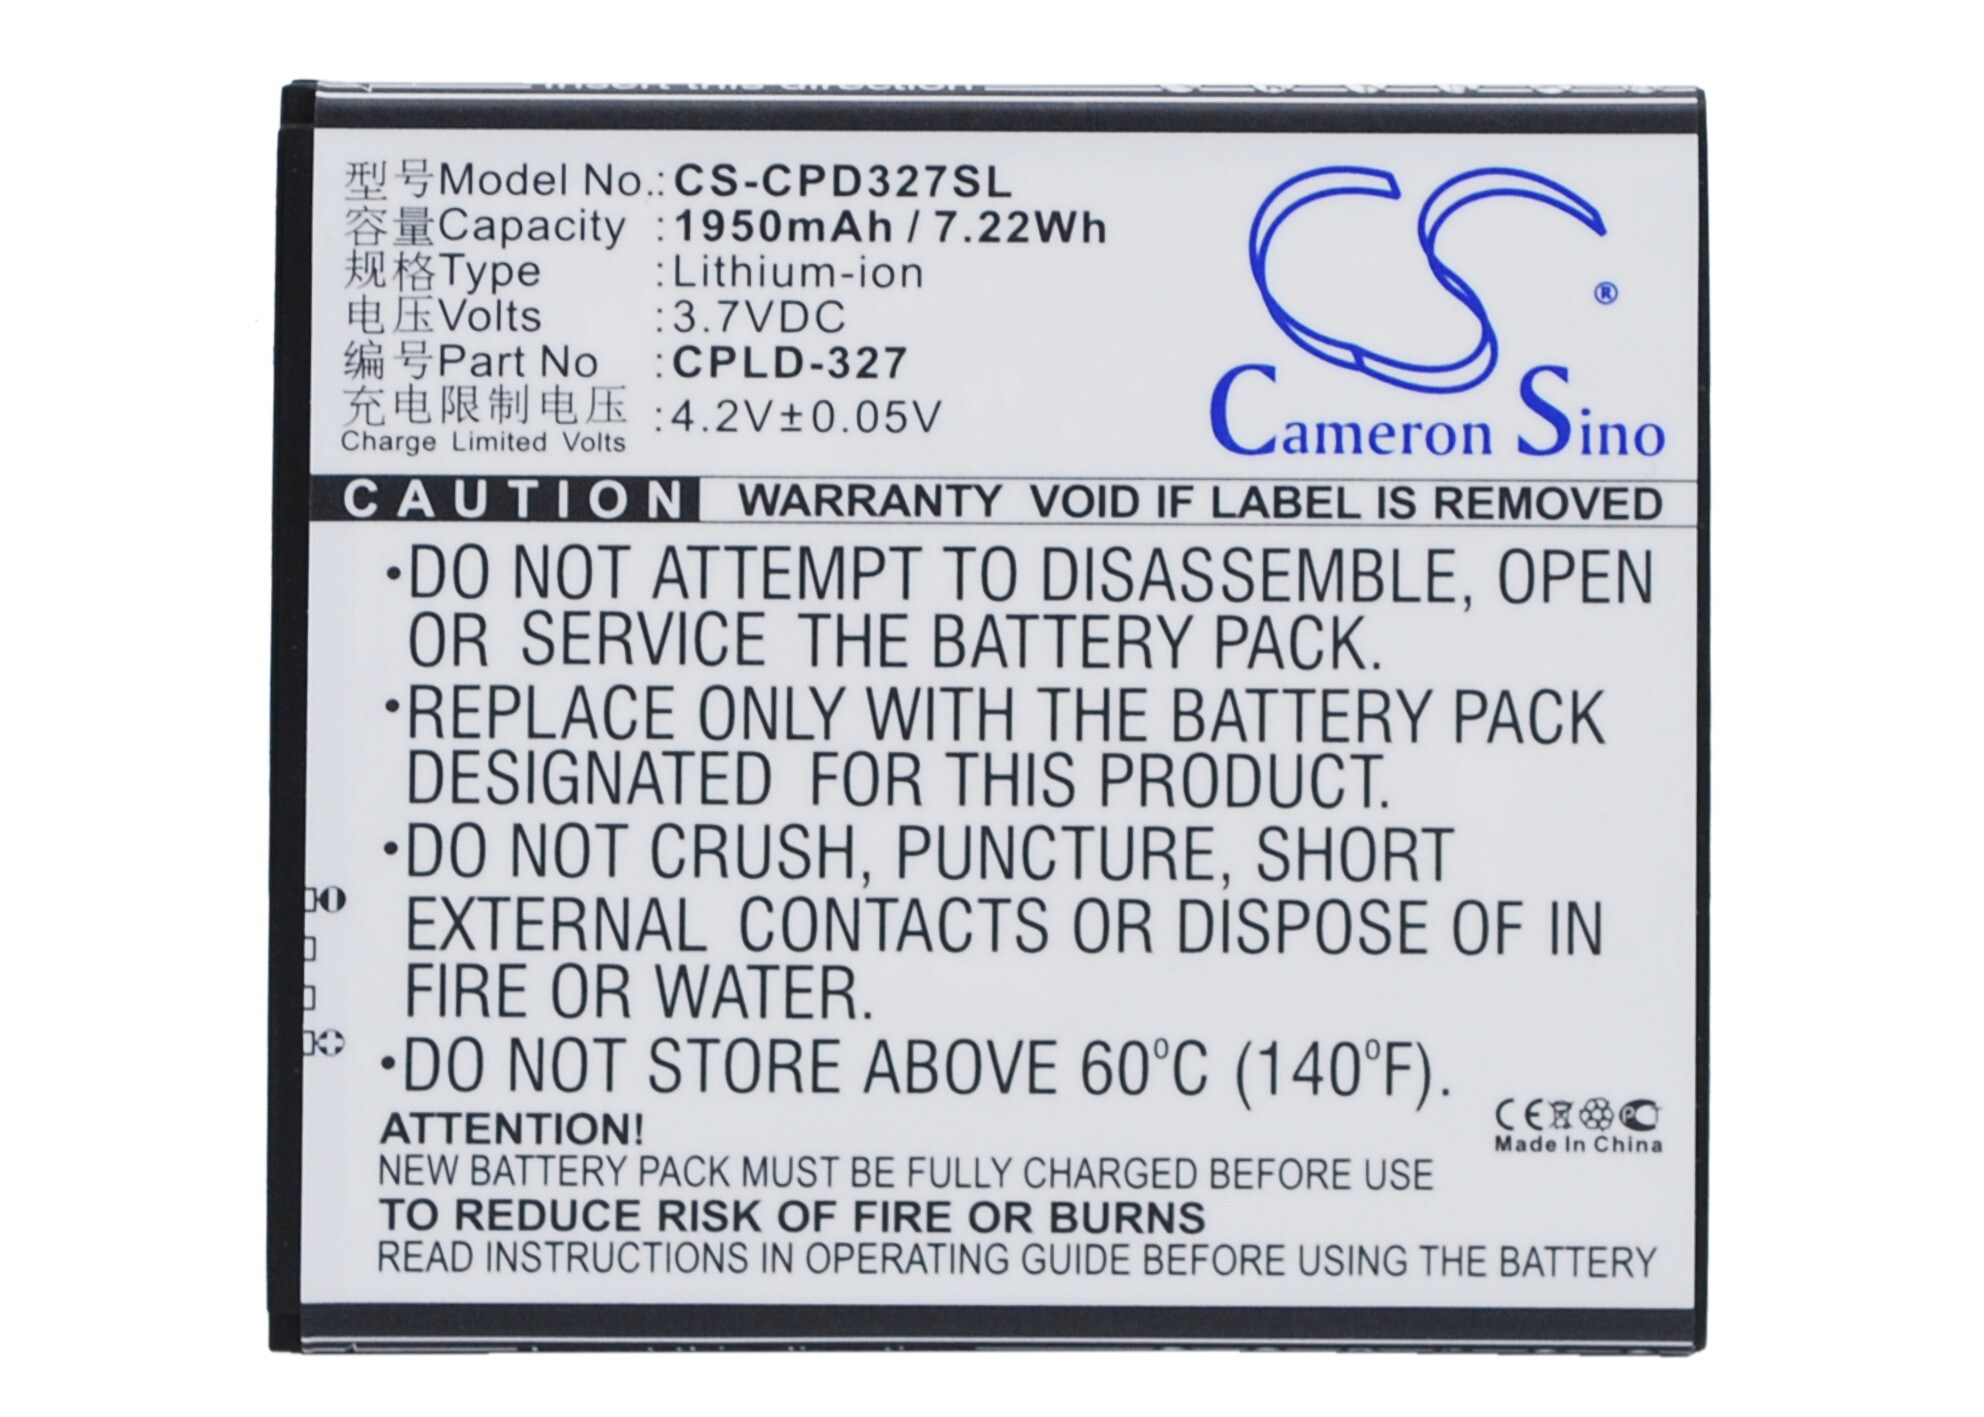 insert this direction
型号Model No.:CS-CPD327SL
容量Capacity :1950mAh / 7.22Wh
规格Type :Lithium-ion
电压Volts :3.7VDC
编号Part No :CPLD-327
充电限制电压 :4.2V±0.05V
Charge Limited Volts
CS ®
Cameron Sino
CAUTION WARRANTY VOID IF LABEL IS REMOVED
•DO NOT ATTEMPT TO DISASSEMBLE, OPEN
OR SERVICE THE BATTERY PACK.
•REPLACE ONLY WITH THE BATTERY PACK
DESIGNATED FOR THIS PRODUCT.
•DO NOT CRUSH, PUNCTURE, SHORT
EXTERNAL CONTACTS OR DISPOSE OF IN
FIRE OR WATER.
•DO NOT STORE ABOVE 60°C (140°F).
CE PC
Made In China
ATTENTION!
NEW BATTERY PACK MUST BE FULLY CHARGED BEFORE USE
TO REDUCE RISK OF FIRE OR BURNS
READ INSTRUCTIONS IN OPERATING GUIDE BEFORE USING THE BATTERY